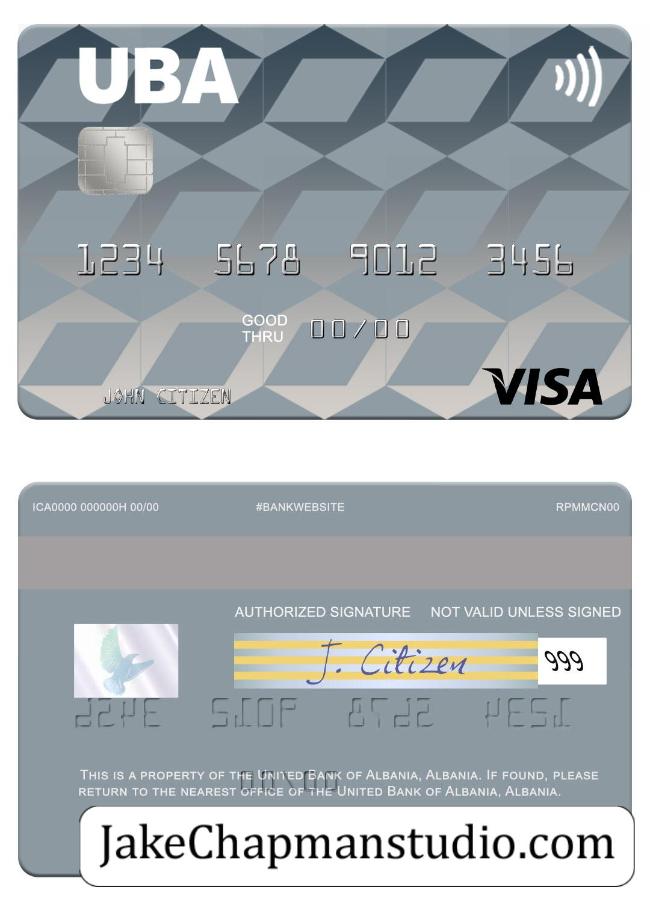 UBA
1234 5678 9012 3456
GOOD THRU 00/00
JOHN CITIZEN
VISA
ICA0000 000000H 00/00 #BANKWEBSITE RPMMCN00
AUTHORIZED SIGNATURE NOT VALID UNLESS SIGNED
J. Citizen 999
THIS IS A PROPERTY OF THE UNITED BANK OF ALBANIA, ALBANIA. IF FOUND, PLEASE
RETURN TO THE NEAREST OFFICE OF THE UNITED BANK OF ALBANIA, ALBANIA.
JakeChapmanstudio.com